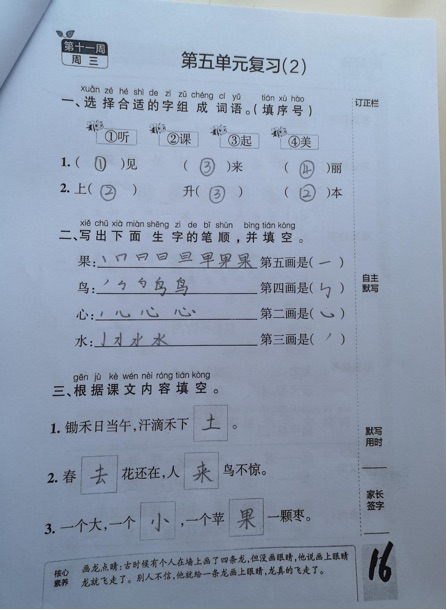 第十一周
周 三
第五单元复习(2)
xuǎn zé hé shì de zì zǔ chéng cí yǔ tián xù hào
一、选择合适的字组成词语。(填序号)
订正栏
①听 ②课 ③起 ④美
1. ( ① )见 ( ③ )来 ( ④ )丽
2. 上( ② ) 升( ③ ) ( ② )本
xiě chū xià miàn shēng zì de bǐ shùn bìng tián kòng
二、写出下面生字的笔顺,并填空。
果: 丨 冂 日 旦 早 果 果 第五画是( 一 )
自主
默写
鸟: 鸟 鸟 第四画是( ㄣ )
心: 心 心 第二画是( ㇃ )
水: 亅 水 水 第三画是( ㇒ )
gēn jù kè wén nèi róng tián kòng
三、根据课文内容填空。
1. 锄禾日当午,汗滴禾下 土 。
默写
用时
2. 春 去 花还在,人 来 鸟不惊。
家长
签字
3. 一个大,一个 小 ,一个苹 果 一颗枣。
核心
素养
画龙点睛:古时候有个人在墙上画了四条龙,但没画眼睛,他说画上眼睛
龙就飞走了。别人不信,他就给一条龙画上眼睛,龙真的飞走了。
16